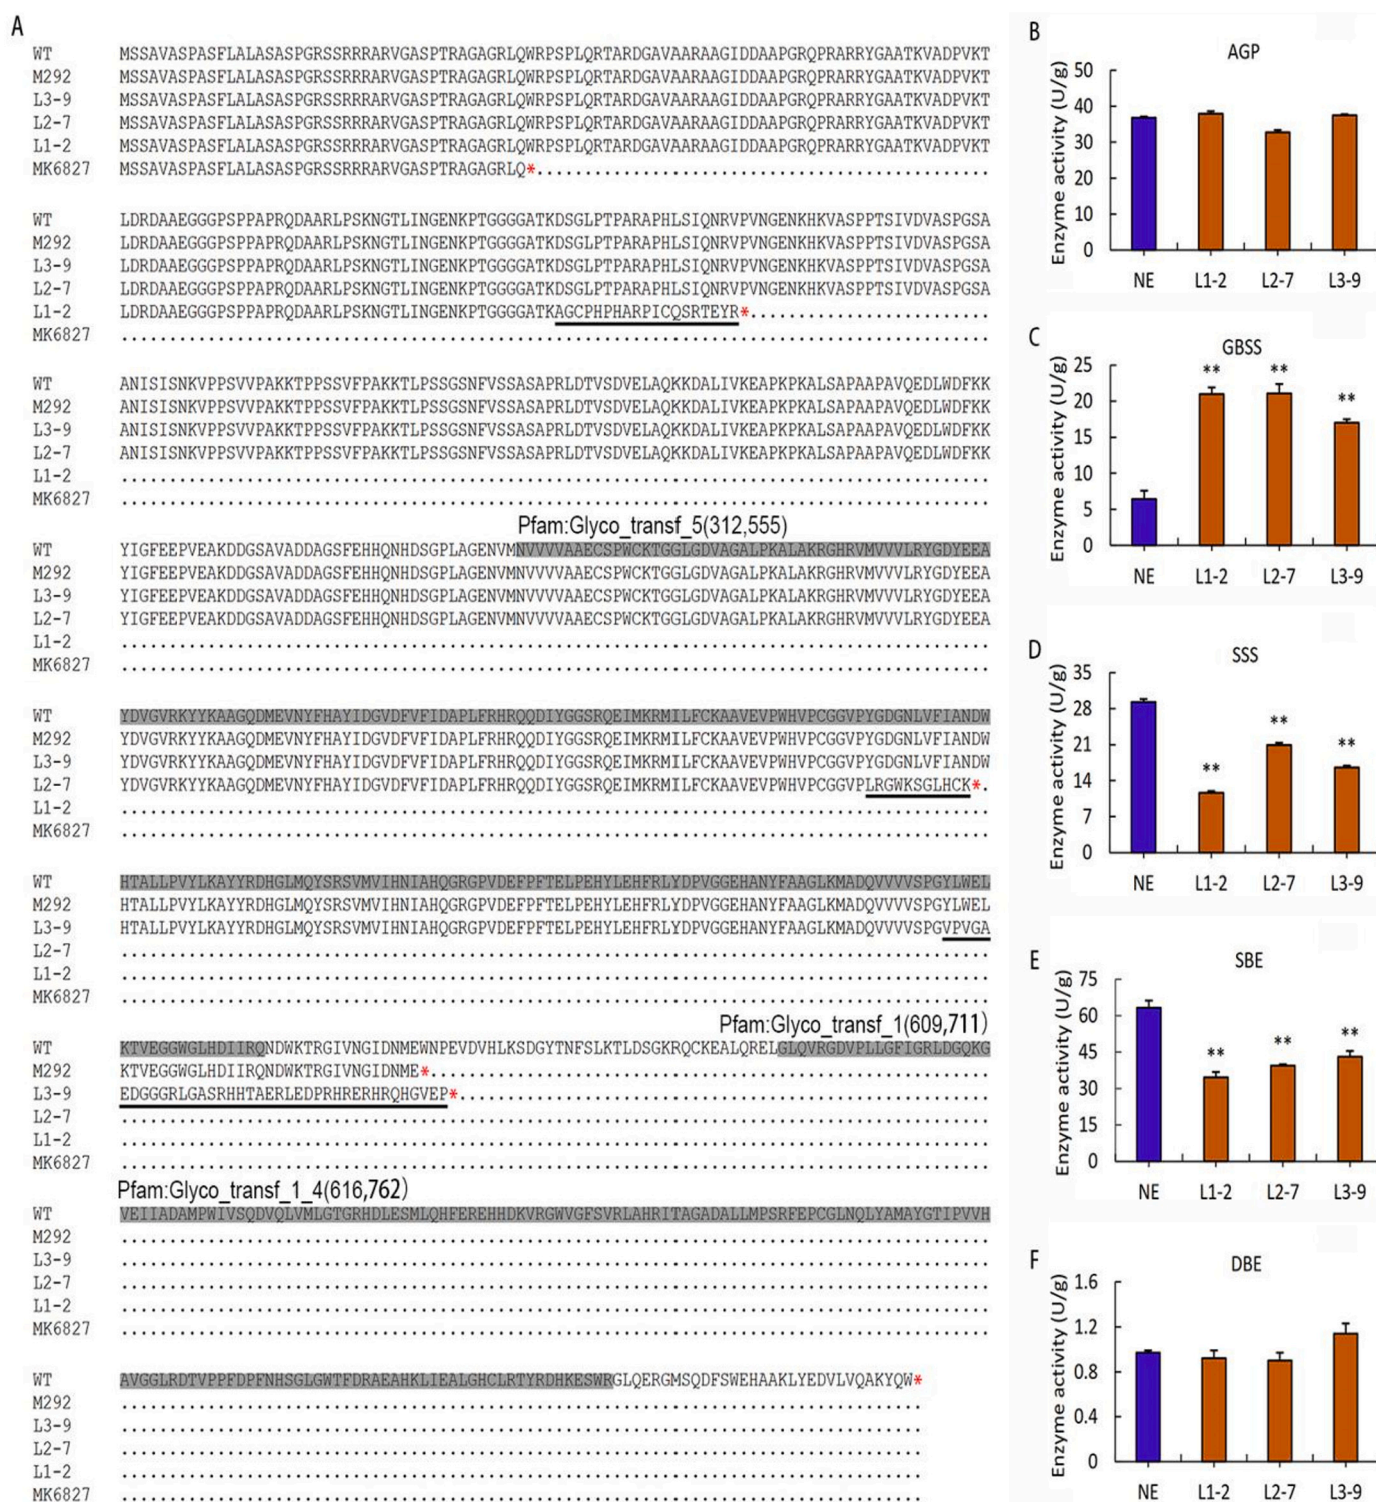 A
WT MSSAVASPASFLALASASPGRSSRRRARVGASPTRAGAGRLQWRPSPLQRTARDGAVAARAAGIDDAAPGRQPRARRYGAATKVADPVKT
M292 MSSAVASPASFLALASASPGRSSRRRARVGASPTRAGAGRLQWRPSPLQRTARDGAVAARAAGIDDAAPGRQPRARRYGAATKVADPVKT
L3-9 MSSAVASPASFLALASASPGRSSRRRARVGASPTRAGAGRLQWRPSPLQRTARDGAVAARAAGIDDAAPGRQPRARRYGAATKVADPVKT
L2-7 MSSAVASPASFLALASASPGRSSRRRARVGASPTRAGAGRLQWRPSPLQRTARDGAVAARAAGIDDAAPGRQPRARRYGAATKVADPVKT
L1-2 MSSAVASPASFLALASASPGRSSRRRARVGASPTRAGAGRLQWRPSPLQRTARDGAVAARAAGIDDAAPGRQPRARRYGAATKVADPVKT
MK6827 MSSAVASPASFLALASASPGRSSRRRARVGASPTRAGAGRLQ*
WT LDRDAAEGGGPSPPAPRQDAARLPSKNGTLINGENKPTGGGGATKDSGLPTPARAPHLSIQNRVPVNGENKHKVASPPTSIVDVASPGSA
M292 LDRDAAEGGGPSPPAPRQDAARLPSKNGTLINGENKPTGGGGATKDSGLPTPARAPHLSIQNRVPVNGENKHKVASPPTSIVDVASPGSA
L3-9 LDRDAAEGGGPSPPAPRQDAARLPSKNGTLINGENKPTGGGGATKDSGLPTPARAPHLSIQNRVPVNGENKHKVASPPTSIVDVASPGSA
L2-7 LDRDAAEGGGPSPPAPRQDAARLPSKNGTLINGENKPTGGGGATKDSGLPTPARAPHLSIQNRVPVNGENKHKVASPPTSIVDVASPGSA
L1-2 LDRDAAEGGGPSPPAPRQDAARLPSKNGTLINGENKPTGGGGATKAGCPHPHARPICQSRTEYR*
MK6827
WT ANISISNKVPPSVVPAKKTPPSSVFPAKKTLPSSGSNFVSSASAPRLDTVSDVELAQKKDALIVKEAPKPKALSAPAAPAVQEDLWDFKK
M292 ANISISNKVPPSVVPAKKTPPSSVFPAKKTLPSSGSNFVSSASAPRLDTVSDVELAQKKDALIVKEAPKPKALSAPAAPAVQEDLWDFKK
L3-9 ANISISNKVPPSVVPAKKTPPSSVFPAKKTLPSSGSNFVSSASAPRLDTVSDVELAQKKDALIVKEAPKPKALSAPAAPAVQEDLWDFKK
L2-7 ANISISNKVPPSVVPAKKTPPSSVFPAKKTLPSSGSNFVSSASAPRLDTVSDVELAQKKDALIVKEAPKPKALSAPAAPAVQEDLWDFKK
L1-2
MK6827
Pfam:Glyco_transf_5(312,555)
WT YIGFEEPVEAKDDGSAVADDAGSFEHHQNHDSGPLAGENVMNVVVVAAECSPWCKTGGLGDVAGALPKALAKRGHRVMVVVLRYGDYEEA
M292 YIGFEEPVEAKDDGSAVADDAGSFEHHQNHDSGPLAGENVMNVVVVAAECSPWCKTGGLGDVAGALPKALAKRGHRVMVVVLRYGDYEEA
L3-9 YIGFEEPVEAKDDGSAVADDAGSFEHHQNHDSGPLAGENVMNVVVVAAECSPWCKTGGLGDVAGALPKALAKRGHRVMVVVLRYGDYEEA
L2-7 YIGFEEPVEAKDDGSAVADDAGSFEHHQNHDSGPLAGENVMNVVVVAAECSPWCKTGGLGDVAGALPKALAKRGHRVMVVVLRYGDYEEA
L1-2
MK6827
WT YDVGVRKYYKAAGQDMEVNYFHAYIDGVDFVFIDAPLFRHRQQDIYGGSRQEIMKRMILFCKAAVEVPWHVPCGGVPYGDGNLVFIANDW
M292 YDVGVRKYYKAAGQDMEVNYFHAYIDGVDFVFIDAPLFRHRQQDIYGGSRQEIMKRMILFCKAAVEVPWHVPCGGVPYGDGNLVFIANDW
L3-9 YDVGVRKYYKAAGQDMEVNYFHAYIDGVDFVFIDAPLFRHRQQDIYGGSRQEIMKRMILFCKAAVEVPWHVPCGGVPYGDGNLVFIANDW
L2-7 YDVGVRKYYKAAGQDMEVNYFHAYIDGVDFVFIDAPLFRHRQQDIYGGSRQEIMKRMILFCKAAVEVPWHVPCGGVPLRGWKSGLHCK*
L1-2
MK6827
WT HTALLPVYLKAYYRDHGLMQYSRSVMVIHNIAHQGRGPVDEFPFTELPEHYLEHFRLYDPVGGEHANYFAAGLKMADQVVVVSPGYLWEL
M292 HTALLPVYLKAYYRDHGLMQYSRSVMVIHNIAHQGRGPVDEFPFTELPEHYLEHFRLYDPVGGEHANYFAAGLKMADQVVVVSPGYLWEL
L3-9 HTALLPVYLKAYYRDHGLMQYSRSVMVIHNIAHQGRGPVDEFPFTELPEHYLEHFRLYDPVGGEHANYFAAGLKMADQVVVVSPGVPVGA
L2-7
L1-2
MK6827
Pfam:Glyco_transf_1(609,711)
WT KTVEGGWGLHDIIRQNDWKTRGIVNGIDNMEWNPEVDVHLKSDGYTNFSLKTLDSGKRQCKEALQRELGLQVRGDVPLLGFIGRLDGQKG
M292 KTVEGGWGLHDIIRQNDWKTRGIVNGIDNME*
L3-9 EDGGGRLGASRHHTAERLEDPRHRERHRQHGVEP*
L2-7
L1-2
MK6827
Pfam:Glyco_transf_1_4(616,762)
WT VEIIADAMPWIVSQDVQLVMLGTGRHDLESMLQHFEREHHDKVRGWVGFSVRLAHRITAGADALLMPSRFEPCGLNQLYAMAYGTIPVVH
M292
L3-9
L2-7
L1-2
MK6827
WT AVGGLRDTVPPFDPFNHSGLGWTFDRAEAHKLIEALGHCLRTYRDHKESWRGLQERGMSQDFSWEHAAKLYEDVLVQAKYQW*
M292
L3-9
L2-7
L1-2
MK6827
B
AGP
Enzyme activity (U/g)
50
40
30
20
10
0
NE L1-2 L2-7 L3-9
C
GBSS
Enzyme activity (U/g)
25
20
15
10
5
0
** ** **
NE L1-2 L2-7 L3-9
D
SSS
Enzyme activity (U/g)
35
28
21
14
7
0
** ** **
NE L1-2 L2-7 L3-9
E
SBE
Enzyme activity (U/g)
75
60
45
30
15
0
** ** **
NE L1-2 L2-7 L3-9
F
DBE
Enzyme activity (U/g)
1.6
1.2
0.8
0.4
0
NE L1-2 L2-7 L3-9